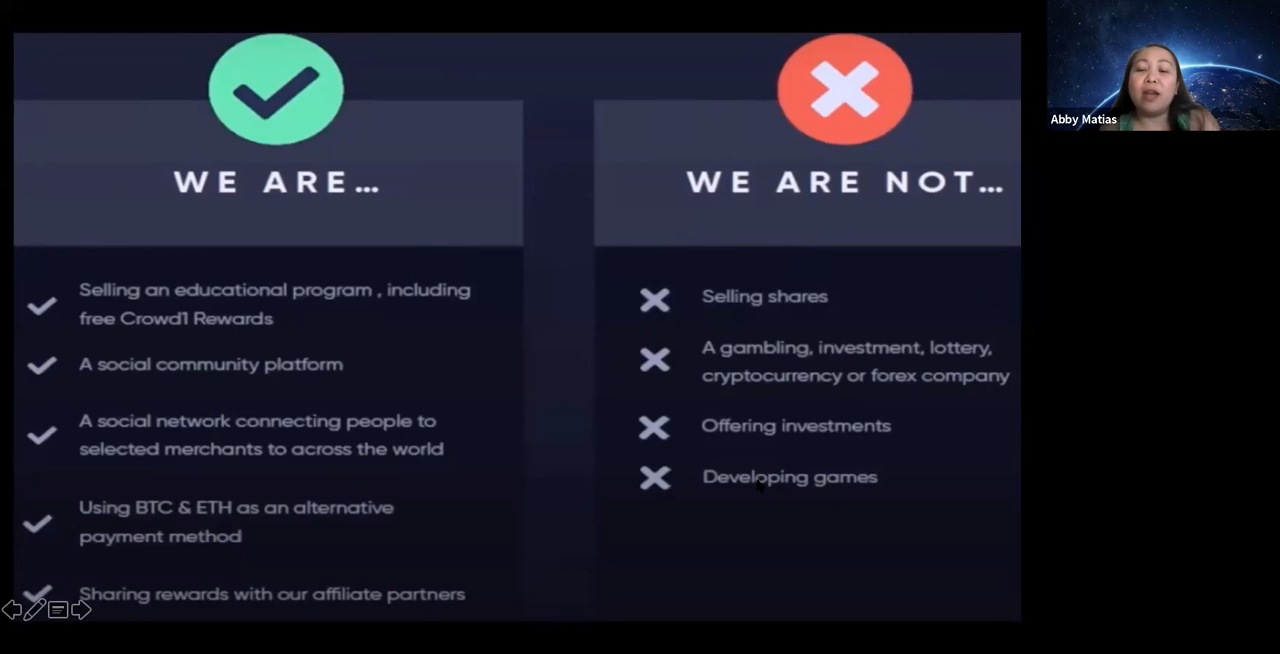 WE ARE...
Selling an educational program , including
free Crowd1 Rewards
A social community platform
A social network connecting people to
selected merchants to across the world
Using BTC & ETH as an alternative
payment method
Sharing rewards with our affiliate partners
WE ARE NOT...
Selling shares
A gambling, investment, lottery,
cryptocurrency or forex company
Offering investments
Developing games
Abby Matias